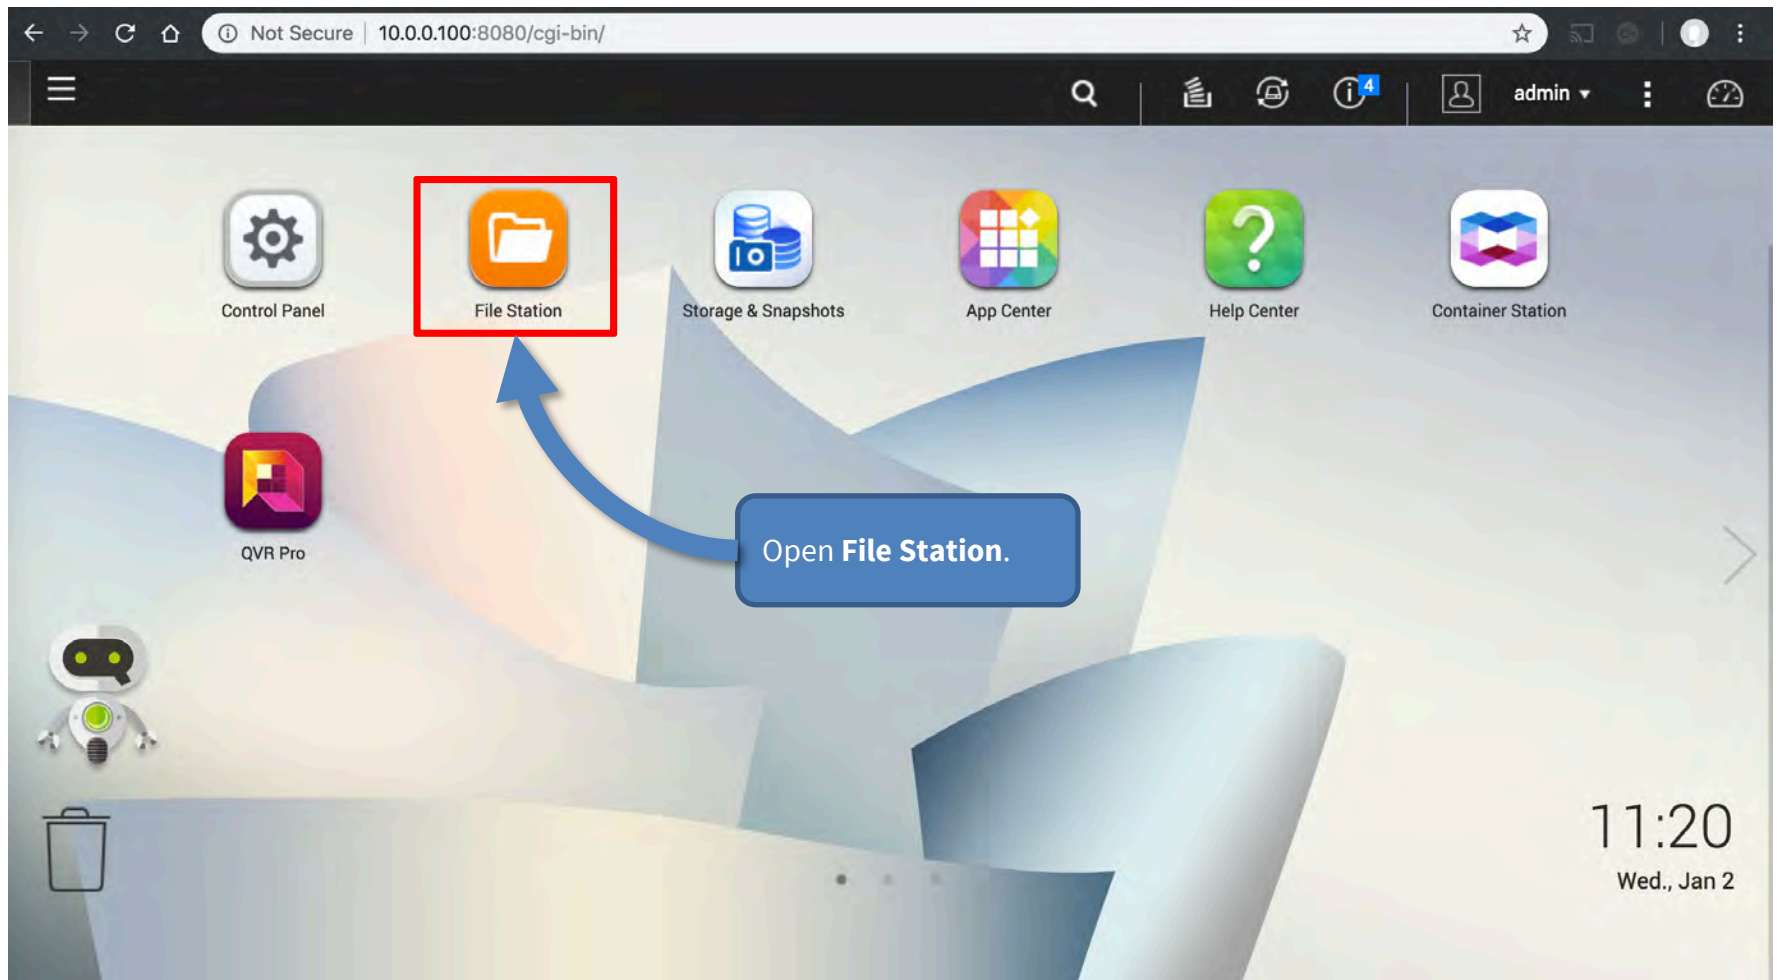 Not Secure | 10.0.0.100:8080/cgi-bin/
4
admin
Control Panel
File Station
Storage & Snapshots
App Center
Help Center
Container Station
QVR Pro
Open File Station.
11:20
Wed., Jan 2